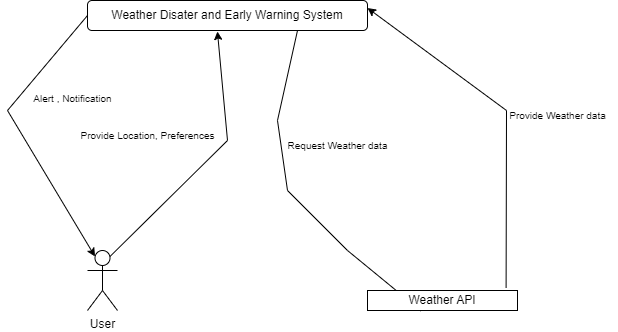 Weather Disater and Early Warning System
Alert , Notification
Provide Weather data
Provide Location, Preferences
Request Weather data
Weather API
User